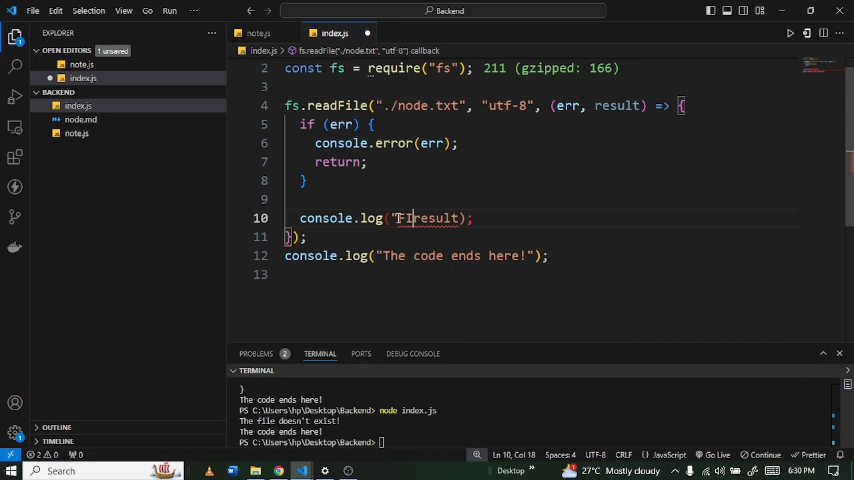 File Edit Selection View Go Run ··· Backend
EXPLORER ···
OPEN EDITORS 1 unsaved
note.js
index.js
BACKEND
index.js
node.md
note.js
OUTLINE
TIMELINE
note.js index.js
index.js > fs.readFile("./node.txt", "utf-8") callback
2 const fs = require("fs"); 211 (gzipped: 166)
3
4 fs.readFile("./node.txt", "utf-8", (err, result) => {
5 if (err) {
6 console.error(err);
7 return;
8 }
9
10 console.log("FIresult);
11 });
12 console.log("The code ends here!");
13
PROBLEMS 2 TERMINAL PORTS DEBUG CONSOLE
TERMINAL
}
The code ends here!
PS C:\Users\hp\Desktop\Backend> node index.js
The file doesn't exist!
The code ends here!
PS C:\Users\hp\Desktop\Backend>
2 0 0 Ln 10, Col 18 Spaces: 4 UTF-8 CRLF {} JavaScript Go Live Continue Prettier
Search Desktop 27°C Mostly cloudy 6:30 PM